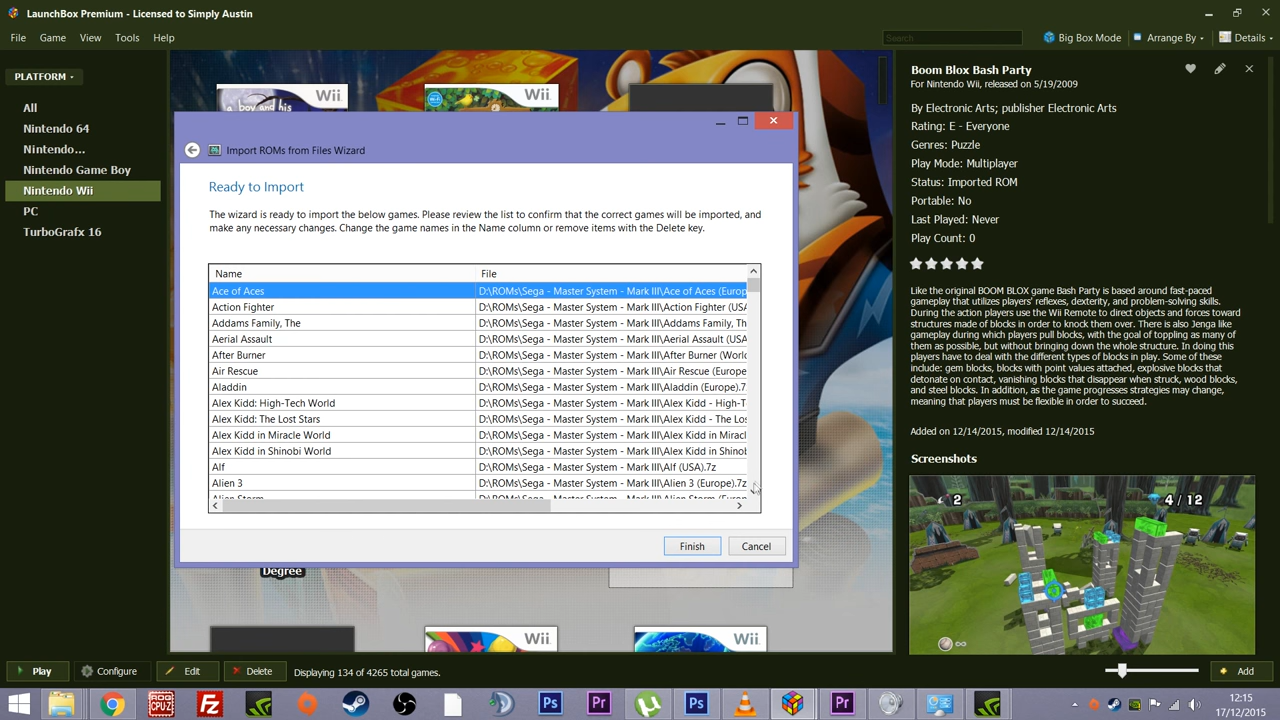 LaunchBox Premium - Licensed to Simply Austin
File Game View Tools Help
Search
Big Box Mode
Arrange By
Details
PLATFORM
All
Nintendo 64
Nintendo...
Nintendo Game Boy
Nintendo Wii
PC
TurboGrafx 16
a boy and his
Wii
Wii
Import ROMs from Files Wizard
Ready to Import
The wizard is ready to import the below games. Please review the list to confirm that the correct games will be imported, and
make any necessary changes. Change the game names in the Name column or remove items with the Delete key.
Name File
Ace of Aces D:\ROMs\Sega - Master System - Mark III\Ace of Aces (Europ
Action Fighter D:\ROMs\Sega - Master System - Mark III\Action Fighter (USA
Addams Family, The D:\ROMs\Sega - Master System - Mark III\Addams Family, Th
Aerial Assault D:\ROMs\Sega - Master System - Mark III\Aerial Assault (USA
After Burner D:\ROMs\Sega - Master System - Mark III\After Burner (World
Air Rescue D:\ROMs\Sega - Master System - Mark III\Air Rescue (Europe)
Aladdin D:\ROMs\Sega - Master System - Mark III\Aladdin (Europe).7
Alex Kidd: High-Tech World D:\ROMs\Sega - Master System - Mark III\Alex Kidd - High-T
Alex Kidd: The Lost Stars D:\ROMs\Sega - Master System - Mark III\Alex Kidd - The Los
Alex Kidd in Miracle World D:\ROMs\Sega - Master System - Mark III\Alex Kidd in Miracl
Alex Kidd in Shinobi World D:\ROMs\Sega - Master System - Mark III\Alex Kidd in Shinob
Alf D:\ROMs\Sega - Master System - Mark III\Alf (USA).7z
Alien 3 D:\ROMs\Sega - Master System - Mark III\Alien 3 (Europe).7z
Alien Storm D:\ROMs\Sega - Master System - Mark III\Alien Storm (Europ
Finish
Cancel
Degree
Wii
Wii
Boom Blox Bash Party
For Nintendo Wii, released on 5/19/2009
By Electronic Arts; publisher Electronic Arts
Rating: E - Everyone
Genres: Puzzle
Play Mode: Multiplayer
Status: Imported ROM
Portable: No
Last Played: Never
Play Count: 0
Like the original BOOM BLOX game Bash Party is based around fast-paced
gameplay that utilizes players' reflexes, dexterity, and problem-solving skills.
During the action players use the Wii Remote to direct objects and forces toward
structures made of blocks in order to knock them over. There is also Jenga like
gameplay during which players pull blocks, with the goal of toppling as many of
them as possible, but without bringing down the whole structure. In doing this
players have to deal with the different types of blocks in play. Some of these
include: gem blocks, blocks with point values attached, explosive blocks that
detonate on contact, vanishing blocks that disappear when struck, wood blocks,
and steel blocks. In addition, as the game progresses strategies may change,
meaning that players must be flexible in order to succeed.
Added on 12/14/2015, modified 12/14/2015
Screenshots
2
4 / 12
∞
Play
Configure
Edit
Delete
Displaying 134 of 4265 total games.
Add
ROG
CPU-Z
Fz
Ps
Pr
Ps
Pr
12:15
17/12/2015